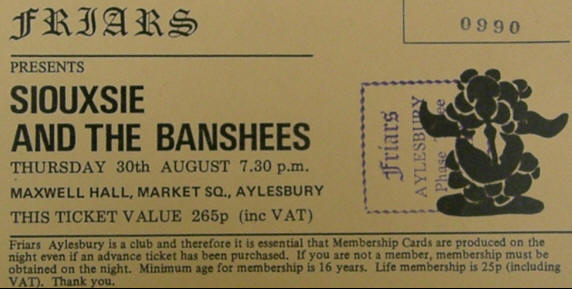 FRIARS
0990
PRESENTS
SIOUXSIE
AND THE BANSHEES
THURSDAY 30th AUGUST 7.30 p.m.
MAXWELL HALL, MARKET SQ., AYLESBURY
THIS TICKET VALUE 265p (inc VAT)
Friars
AYLESBURY
Phase
Friars Aylesbury is a club and therefore it is essential that Membership Cards are produced on the
night even if an advance ticket has been purchased. If you are not a member, membership must be
obtained on the night. Minimum age for membership is 16 years. Life membership is 25p (including
VAT). Thank you.